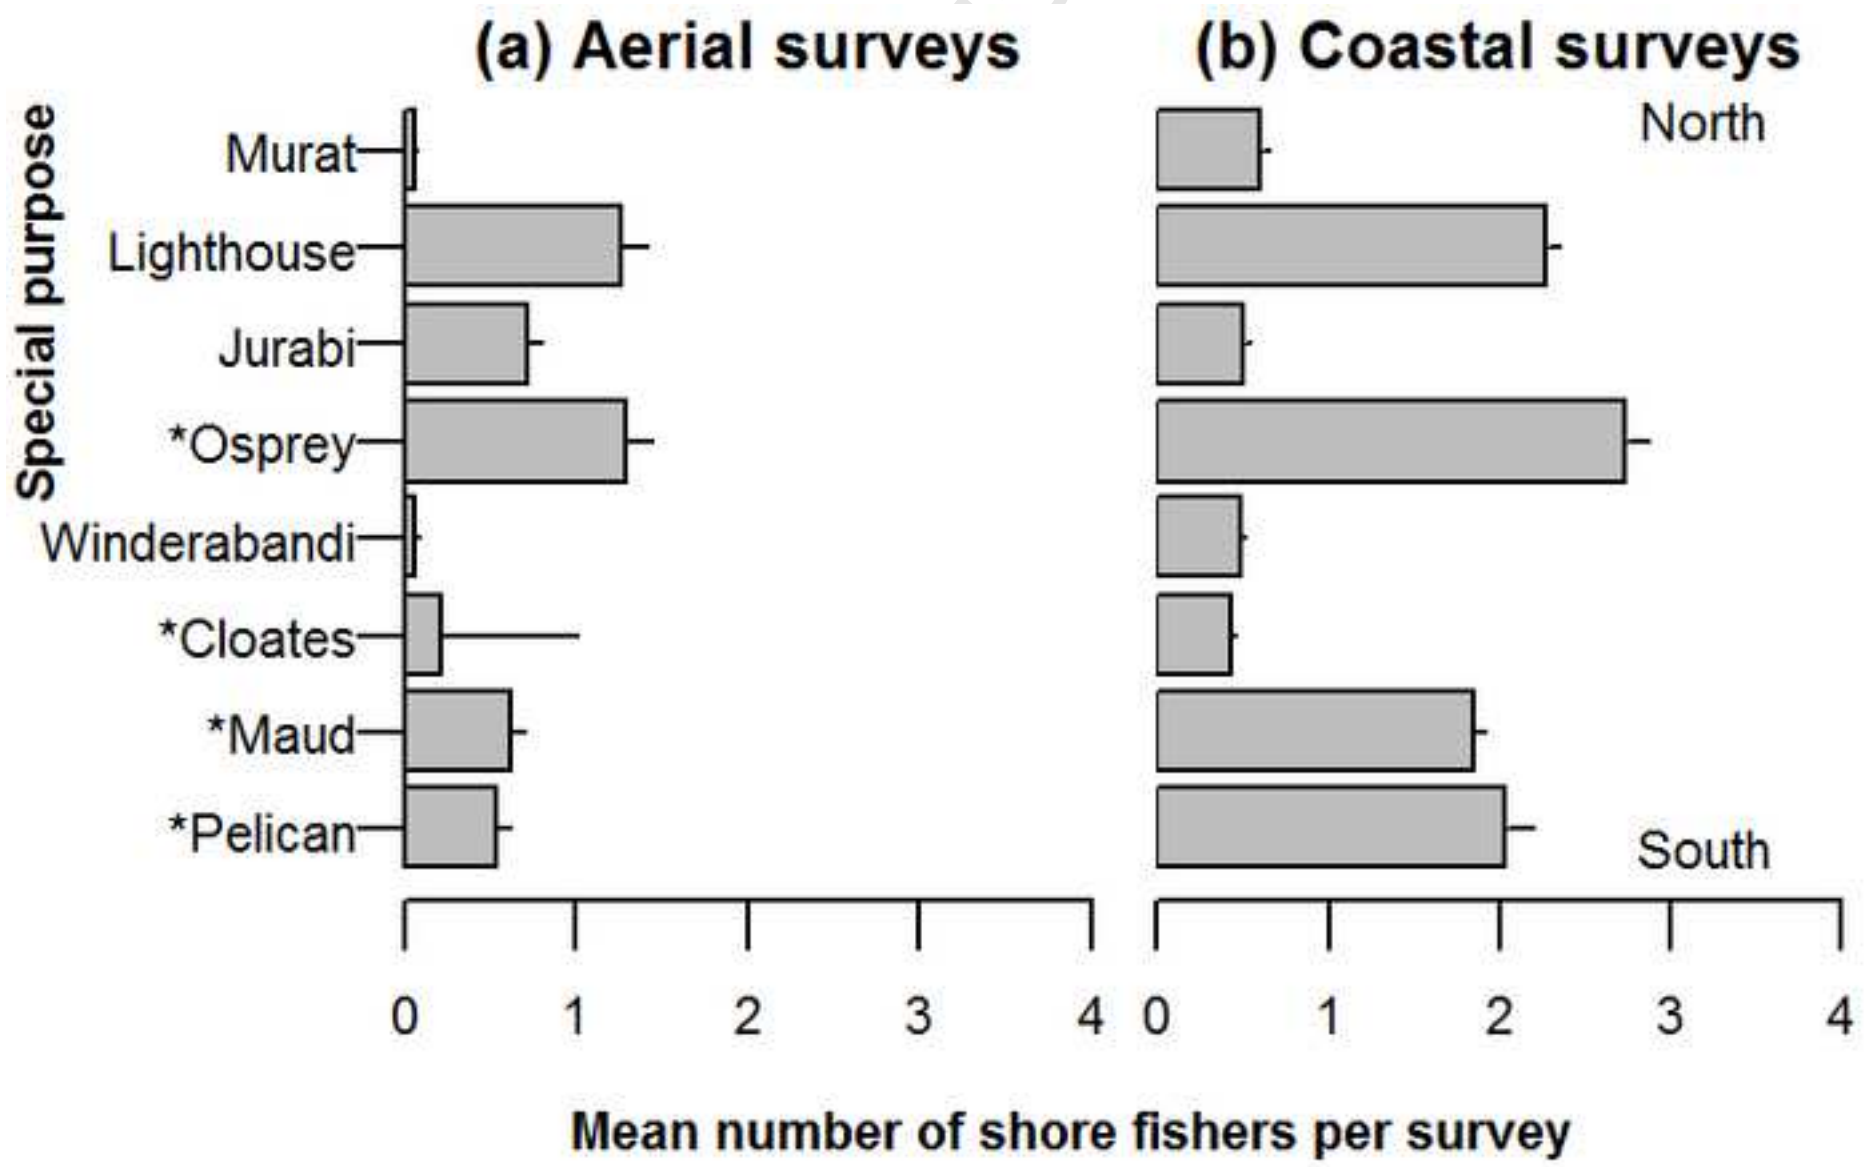 (a) Aerial surveys
(b) Coastal surveys
Special purpose
Murat
Lighthouse
Jurabi
*Osprey
Winderabandi
*Cloates
*Maud
*Pelican
North
South
0 1 2 3 4
0 1 2 3 4
Mean number of shore fishers per survey